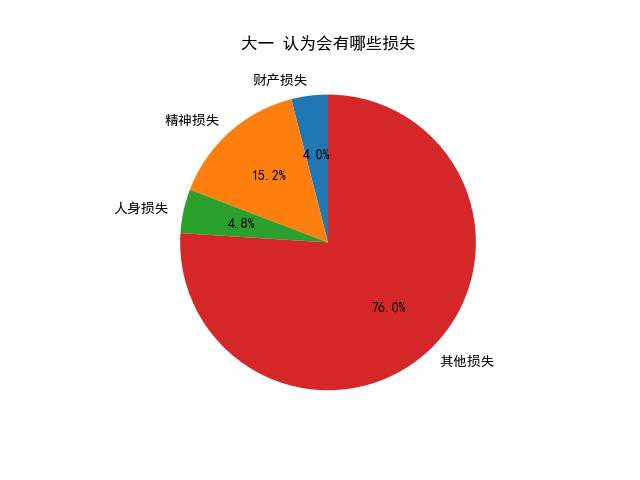 大一 认为会有哪些损失
财产损失
精神损失
4.0%
15.2%
人身损失
4.8%
76.0%
其他损失